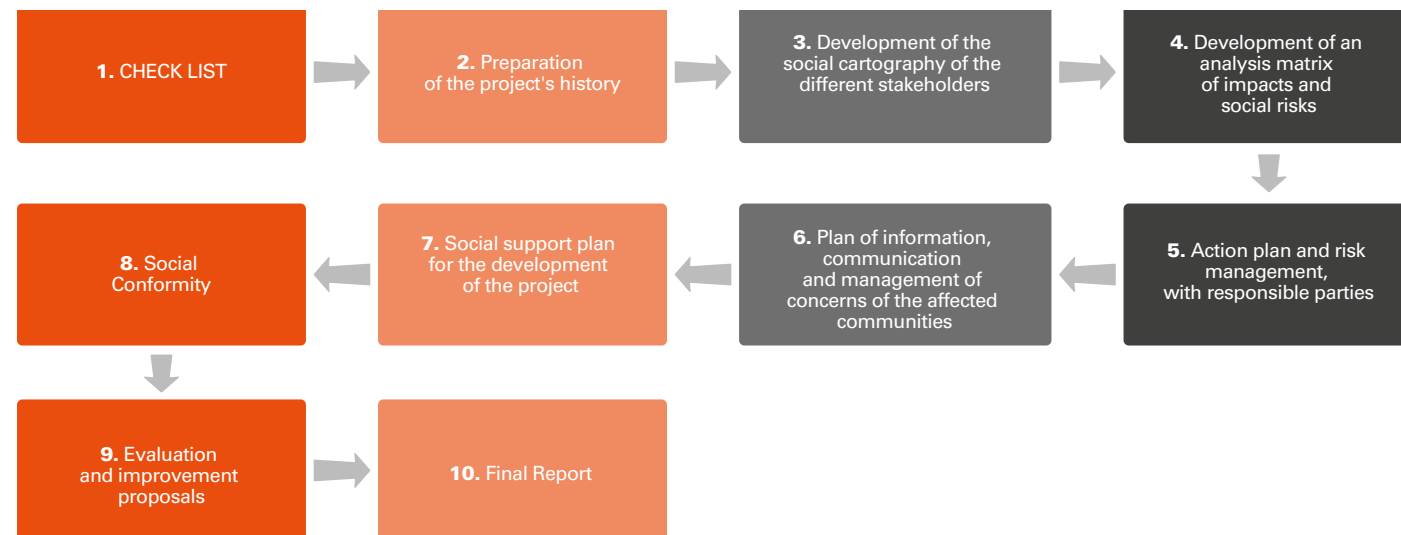 1. CHECK LIST
2. Preparation
of the project's history
3. Development of the
social cartography of the
different stakeholders
4. Development of an
analysis matrix
of impacts and
social risks
5. Action plan and risk
management,
with responsible parties
6. Plan of information,
communication
and management of
concerns of the affected
communities
7. Social support plan
for the development
of the project
8. Social
Conformity
9. Evaluation
and improvement
proposals
10. Final Report